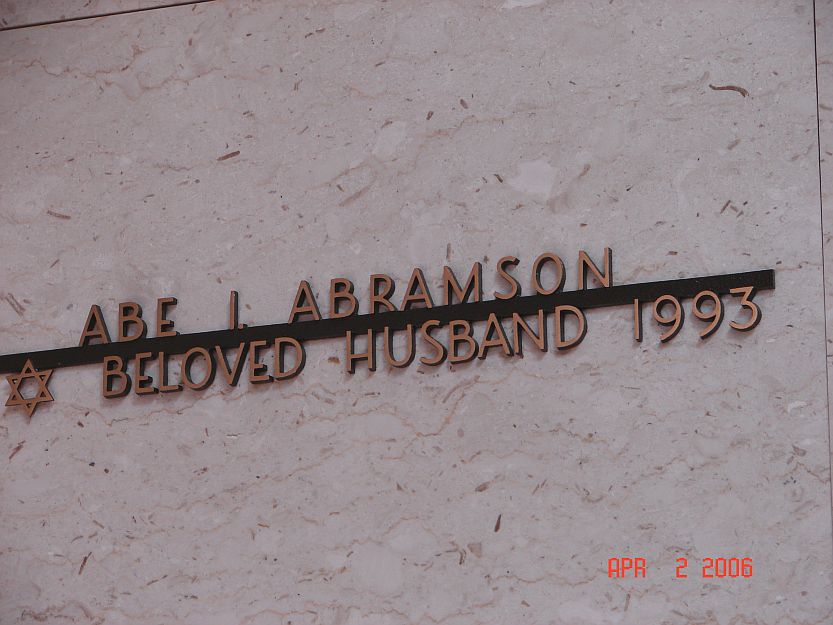 ABE I. ABRAMSON
BELOVED HUSBAND 1993
APR 2 2006